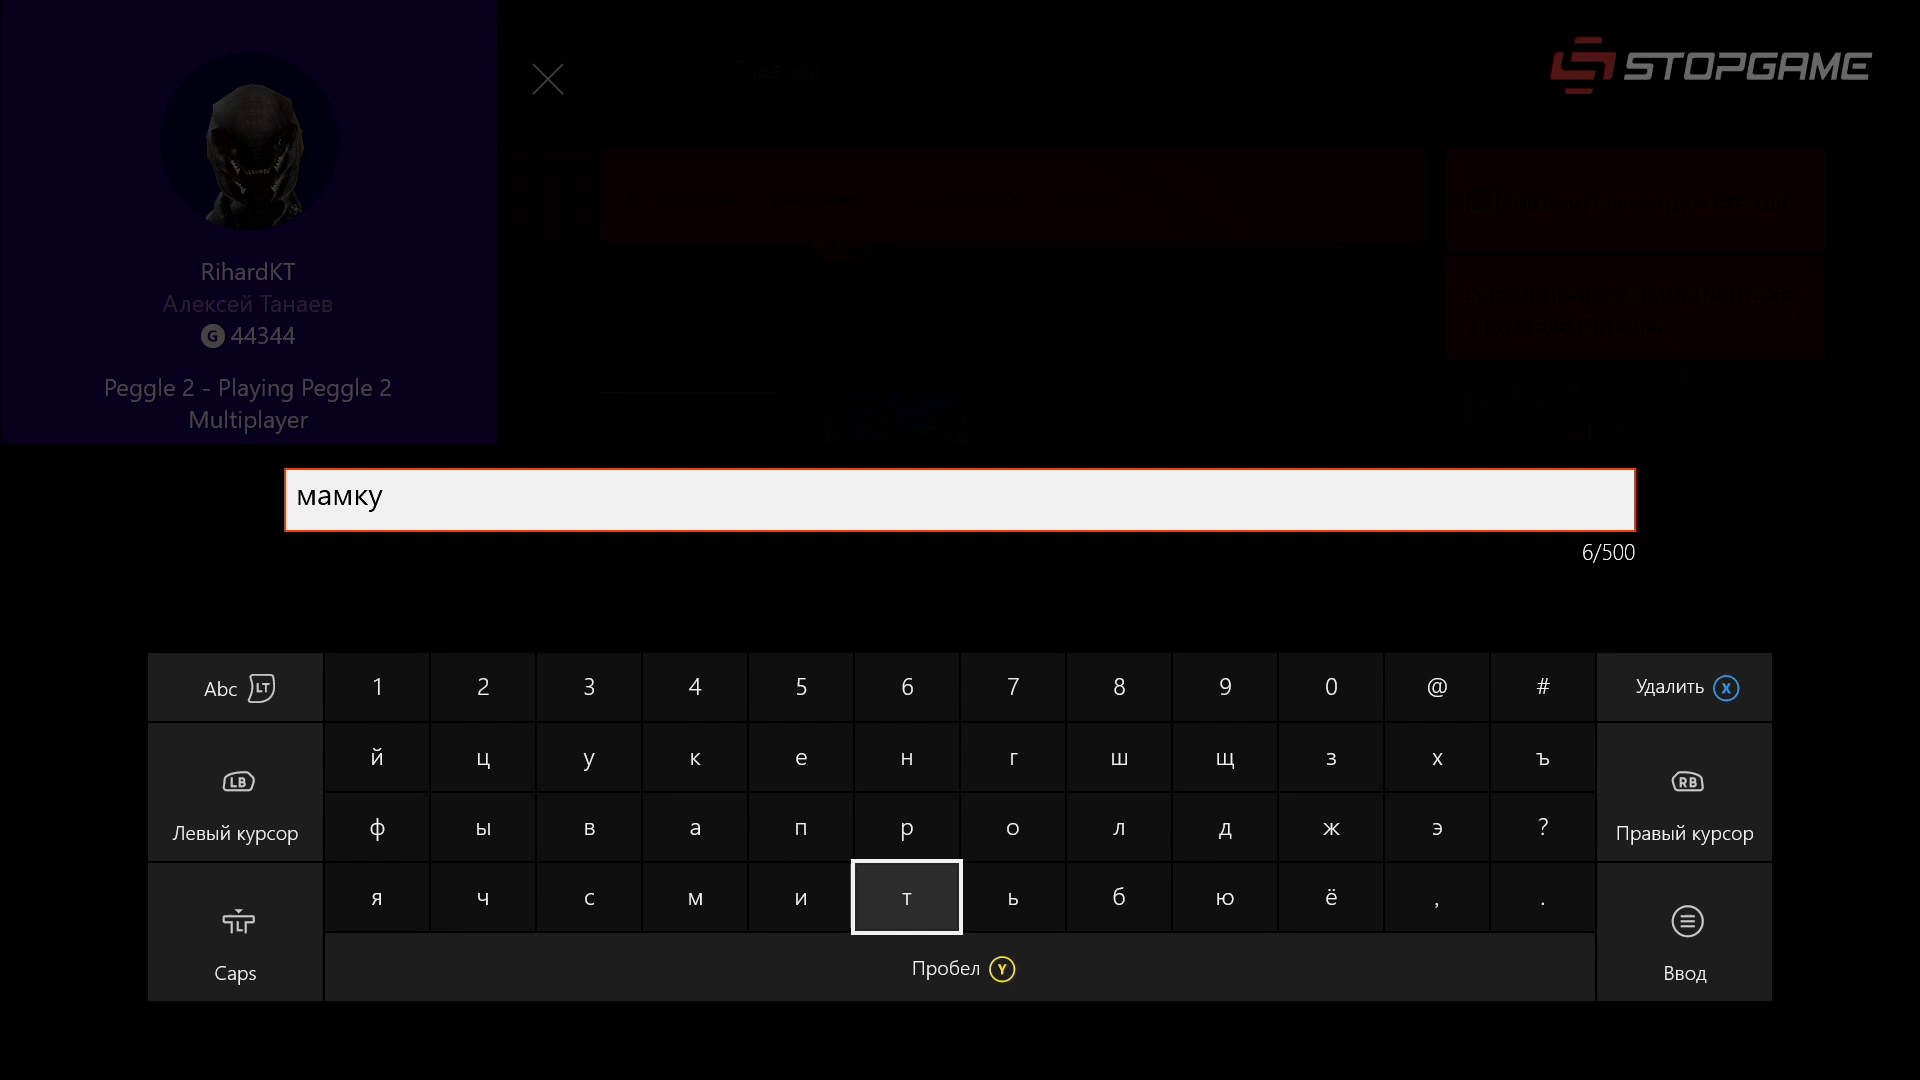 Главная
STOPGAME
RihardKT
Алексей Танаев
G 44344
Peggle 2 - Playing Peggle 2
Multiplayer
мамку
6/500
Abc LT 1 2 3 4 5 6 7 8 9 0 @ # Удалить X
й ц у к е н г ш щ з х ъ
LB RB
Левый курсор ф ы в а п р о л д ж э ? Правый курсор
я ч с м и т ь б ю ё , .
Caps Пробел Y Ввод